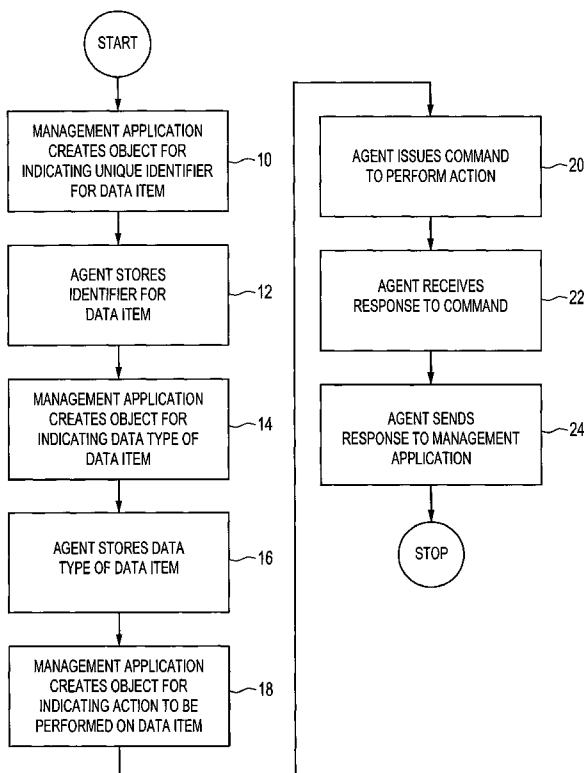 START
MANAGEMENT APPLICATION
CREATES OBJECT FOR
INDICATING UNIQUE IDENTIFIER
FOR DATA ITEM
10
AGENT STORES
IDENTIFIER FOR
DATA ITEM
12
MANAGEMENT APPLICATION
CREATES OBJECT FOR
INDICATING DATA TYPE OF
DATA ITEM
14
AGENT STORES DATA
TYPE OF DATA ITEM
16
MANAGEMENT APPLICATION
CREATES OBJECT FOR
INDICATING ACTION TO BE
PERFORMED ON DATA ITEM
18
AGENT ISSUES COMMAND
TO PERFORM ACTION
20
AGENT RECEIVES
RESPONSE TO COMMAND
22
AGENT SENDS
RESPONSE TO MANAGEMENT
APPLICATION
24
STOP